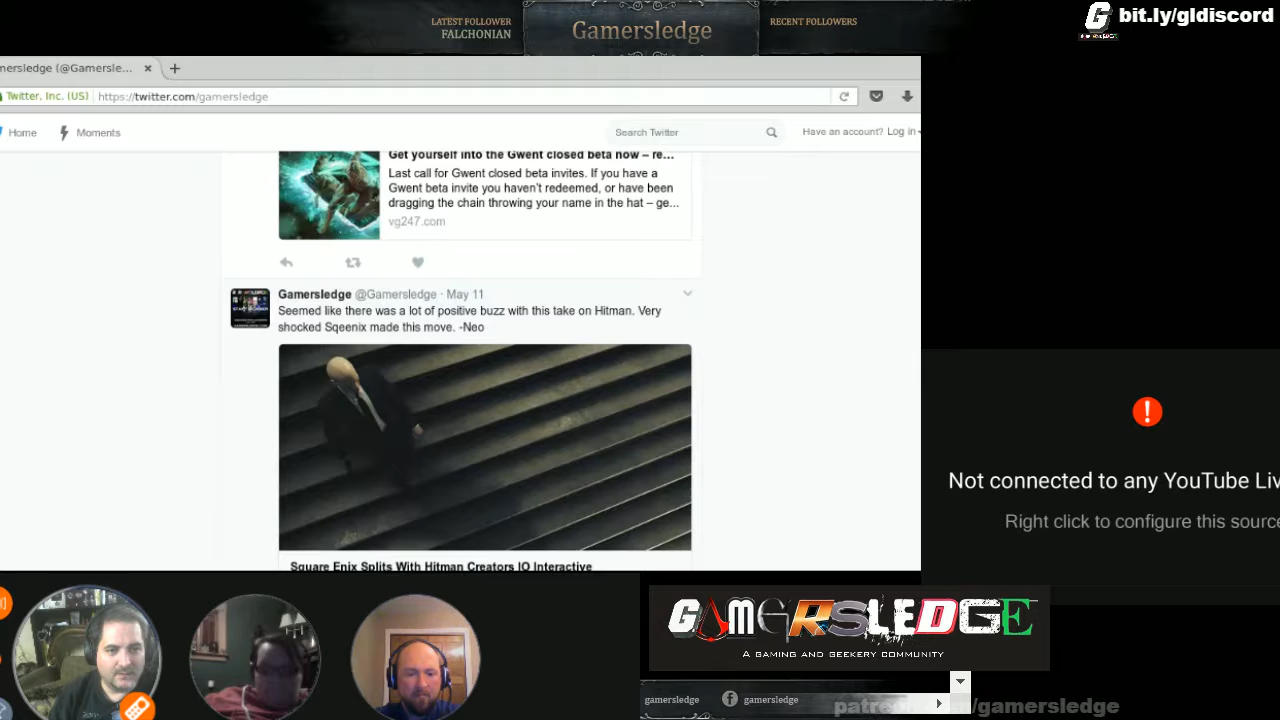 LATEST FOLLOWER
FALCHONIAN
Gamersledge
RECENT FOLLOWERS
bit.ly/gldiscord
mersledge (@Gamersle...
Twitter, Inc. (US)
https://twitter.com/gamersledge
Home
Moments
Search Twitter
Have an account? Log in
Get yourself into the Gwent closed beta now – re...
Last call for Gwent closed beta invites. If you have a
Gwent beta invite you haven't redeemed, or have been
dragging the chain throwing your name in the hat – ge...
vg247.com
Gamersledge @Gamersledge · May 11
Seemed like there was a lot of positive buzz with this take on Hitman. Very
shocked Sqeenix made this move. -Neo
Square Enix Splits With Hitman Creators IO Interactive
Not connected to any YouTube Liv
Right click to configure this source
GAMERSLEDGE
A GAMING AND GEEKERY COMMUNITY
gamersledge
gamersledge
/gamersledge